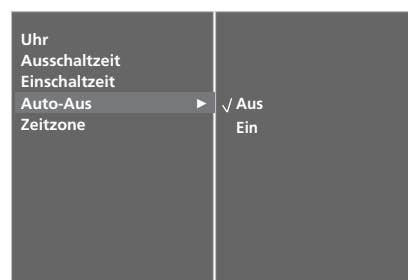 Uhr
Ausschaltzeit
Einschaltzeit
Auto-Aus ► √ Aus
Zeitzone Ein